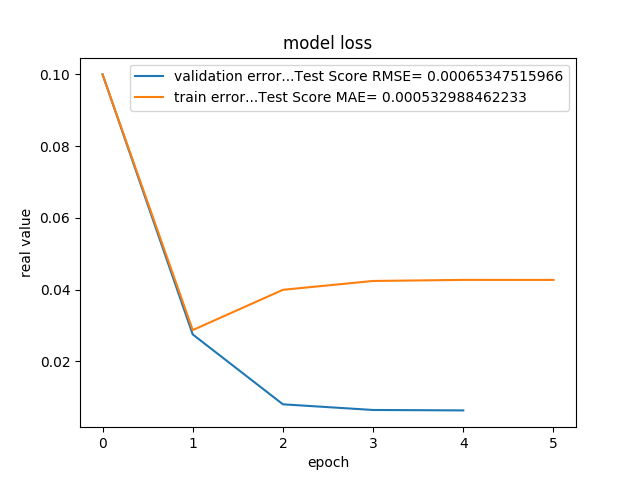 model loss
validation error...Test Score RMSE= 0.00065347515966
train error...Test Score MAE= 0.000532988462233
real value
0.10
0.08
0.06
0.04
0.02
0 1 2 3 4 5
epoch